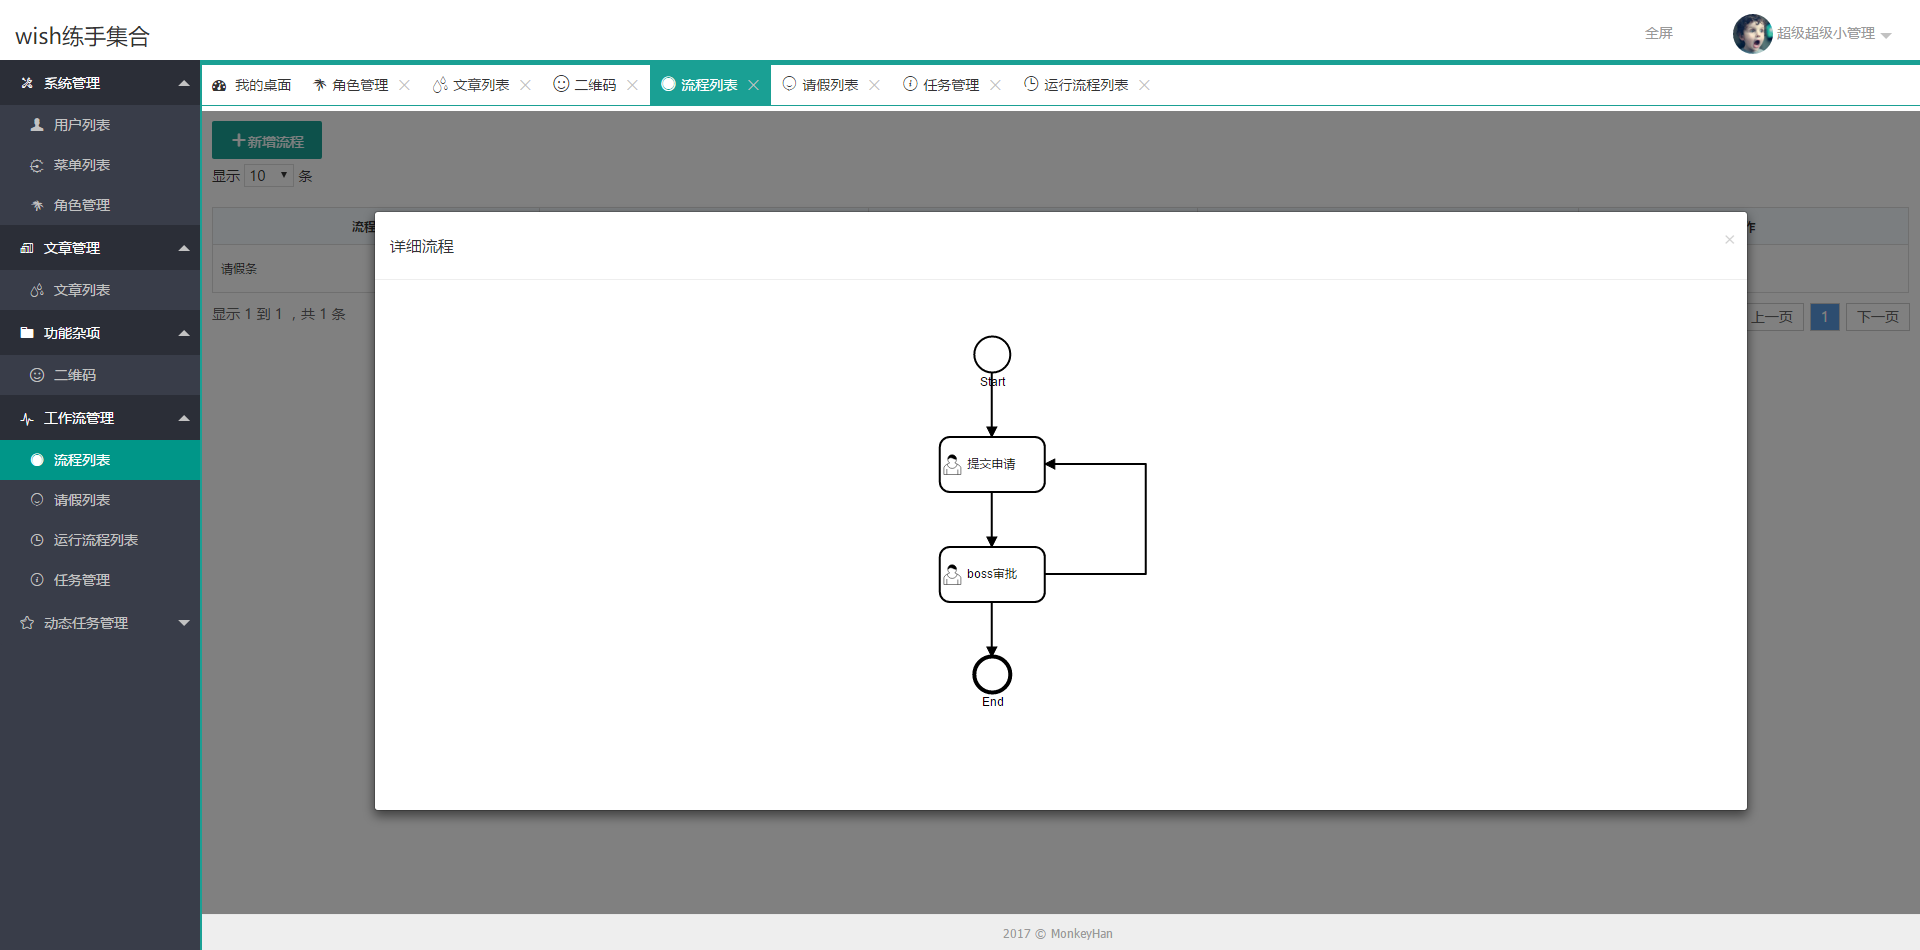 wish练手集合
全屏
超级超级小管理
系统管理
用户列表
菜单列表
角色管理
文章管理
文章列表
功能杂项
二维码
工作流管理
流程列表
请假列表
运行流程列表
任务管理
动态任务管理
我的桌面 角色管理 文章列表 二维码 流程列表 请假列表 任务管理 运行流程列表
新增流程
显示 10 条
流程
作
请假条
显示 1 到 1 ，共 1 条
上一页 1 下一页
详细流程
×
Start
提交申请
boss审批
End
2017 © MonkeyHan